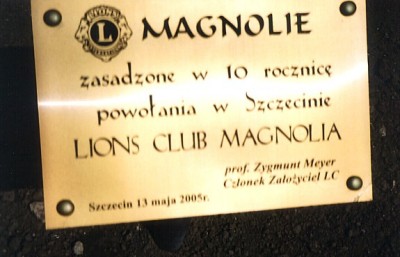 L
MAGNOLIE
zasadzone w 10 rocznicę
powołania w Szczecinie
LIONS CLUB MAGNOLIA
prof. Zygmunt Meyer
Członek Założyciel LC
Szczecin 13 maja 2005r.